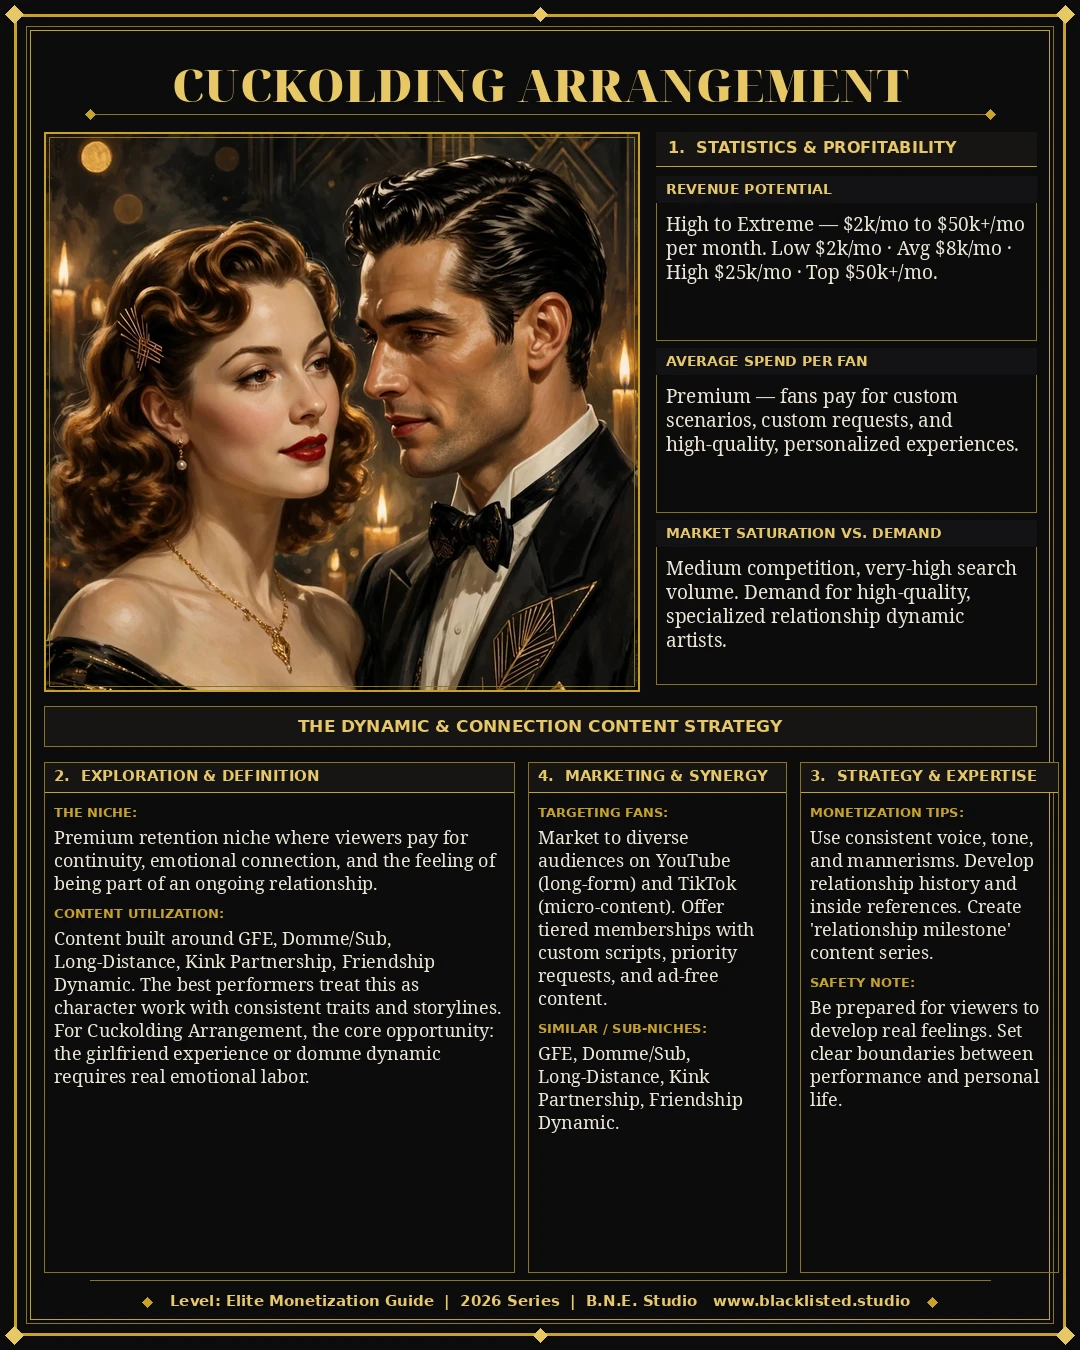 CUCKOLDING ARRANGEMENT
1. STATISTICS & PROFITABILITY
REVENUE POTENTIAL
High to Extreme — $2k/mo to $50k+/mo
per month. Low $2k/mo · Avg $8k/mo ·
High $25k/mo · Top $50k+/mo.
AVERAGE SPEND PER FAN
Premium — fans pay for custom
scenarios, custom requests, and
high-quality, personalized experiences.
MARKET SATURATION VS. DEMAND
Medium competition, very-high search
volume. Demand for high-quality,
specialized relationship dynamic
artists.
THE DYNAMIC & CONNECTION CONTENT STRATEGY
2. EXPLORATION & DEFINITION
THE NICHE:
Premium retention niche where viewers pay for
continuity, emotional connection, and the feeling of
being part of an ongoing relationship.
CONTENT UTILIZATION:
Content built around GFE, Domme/Sub,
Long-Distance, Kink Partnership, Friendship
Dynamic. The best performers treat this as
character work with consistent traits and storylines.
For Cuckolding Arrangement, the core opportunity:
the girlfriend experience or domme dynamic
requires real emotional labor.
4. MARKETING & SYNERGY
TARGETING FANS:
Market to diverse
audiences on YouTube
(long-form) and TikTok
(micro-content). Offer
tiered memberships with
custom scripts, priority
requests, and ad-free
content.
SIMILAR / SUB-NICHES:
GFE, Domme/Sub,
Long-Distance, Kink
Partnership, Friendship
Dynamic.
3. STRATEGY & EXPERTISE
MONETIZATION TIPS:
Use consistent voice, tone,
and mannerisms. Develop
relationship history and
inside references. Create
'relationship milestone'
content series.
SAFETY NOTE:
Be prepared for viewers to
develop real feelings. Set
clear boundaries between
performance and personal
life.
Level: Elite Monetization Guide | 2026 Series | B.N.E. Studio www.blacklisted.studio